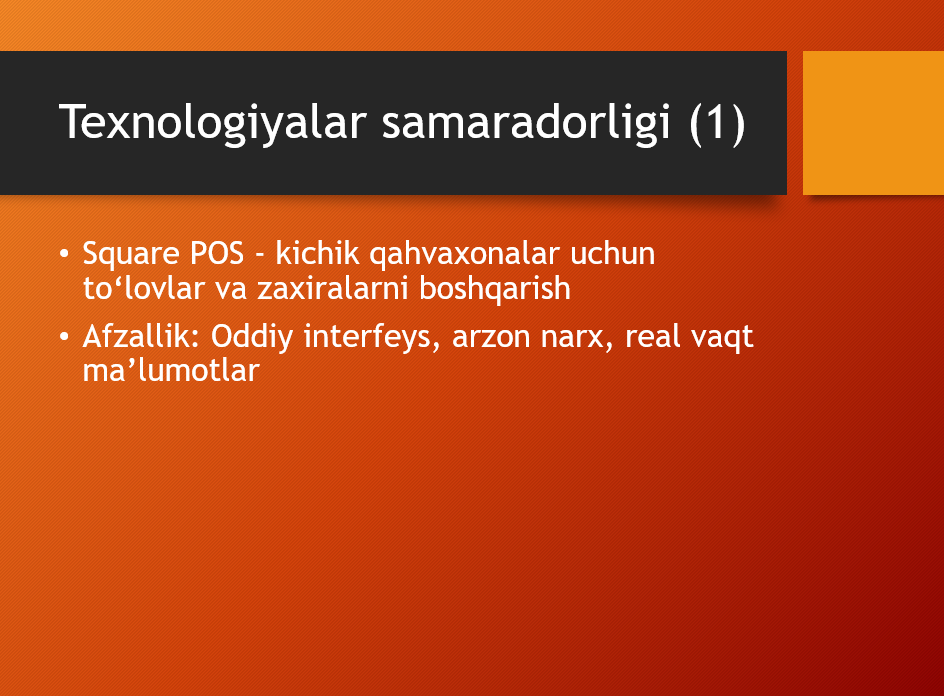 Texnologiyalar samaradorligi (1)
• Square POS - kichik qahvaxonalar uchun
to‘lovlar va zaxiralarni boshqarish
• Afzallik: Oddiy interfeys, arzon narx, real vaqt
ma’lumotlar